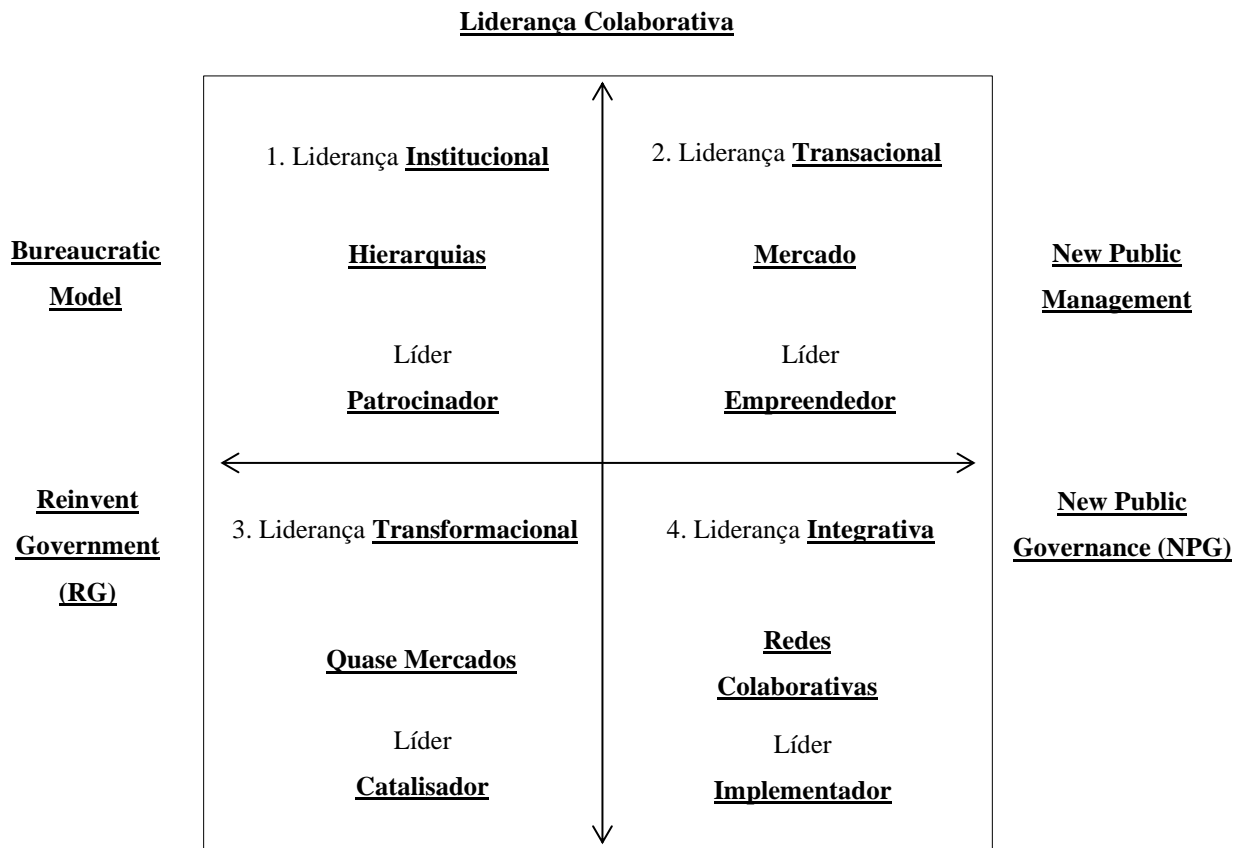 Liderança Colaborativa
1. Liderança Institucional
2. Liderança Transacional
Bureaucratic
Model
Hierarquias
Mercado
New Public
Management
Líder
Patrocinador
Líder
Empreendedor
Reinvent
Government
(RG)
3. Liderança Transformacional
4. Liderança Integrativa
New Public
Governance (NPG)
Quase Mercados
Redes
Colaborativas
Líder
Catalisador
Líder
Implementador